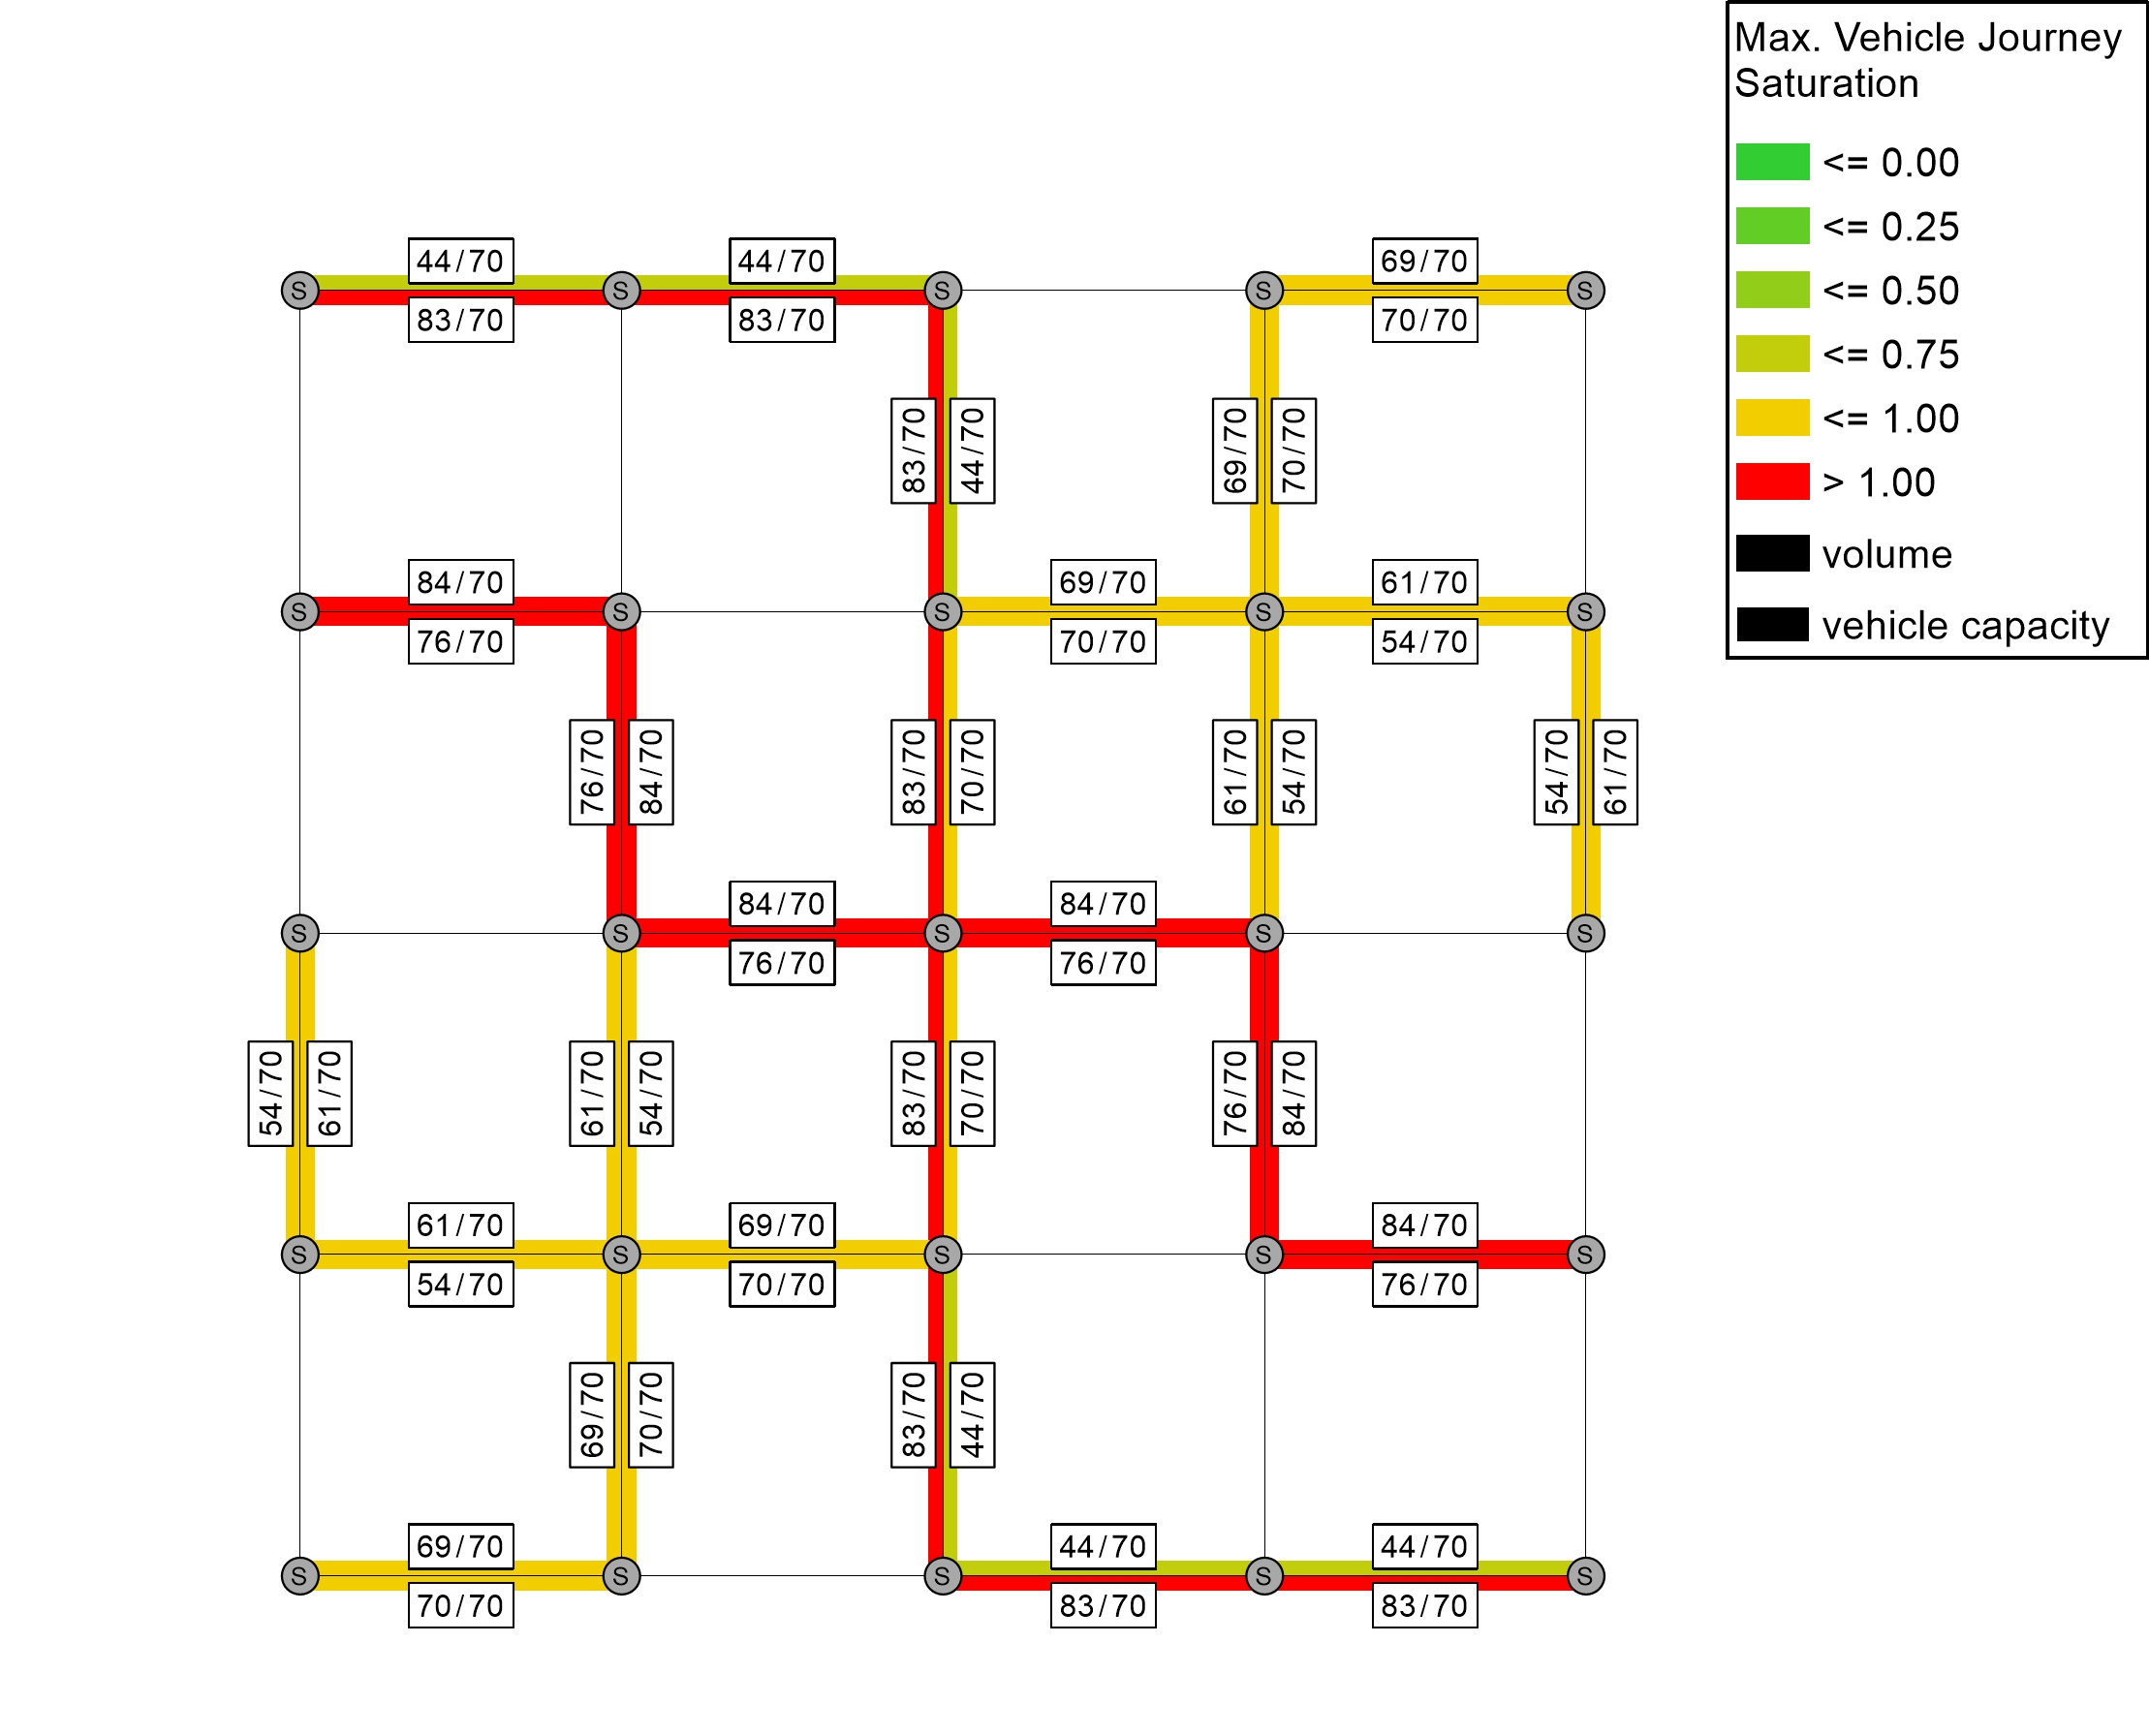 Max. Vehicle Journey
Saturation
<= 0.00
<= 0.25
<= 0.50
<= 0.75
<= 1.00
> 1.00
volume
vehicle capacity
44/70 44/70 69/70
S S S S S
83/70 83/70 70/70
83/70 44/70 69/70 70/70
84/70 69/70 61/70
S S S S S
76/70 70/70 54/70
76/70 84/70 83/70 70/70 61/70 54/70 54/70 61/70
84/70 84/70
S S S S S
76/70 76/70
54/70 61/70 61/70 54/70 83/70 70/70 76/70 84/70
61/70 69/70 84/70
S S S S S
54/70 70/70 76/70
69/70 70/70 83/70 44/70
69/70 44/70 44/70
S S S S S
70/70 83/70 83/70